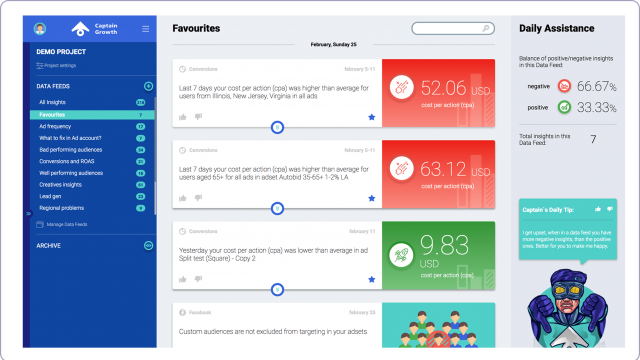 Captain
Growth
DEMO PROJECT
Project settings
DATA FEEDS
All Insights
Favourites 7
Ad frequency 17
What to fix in Ad account? 7
Bad performing audiences
Conversions and ROAS
Well performing audiences
Creatives insights
Lead gen
Regional problems 9
Manage Data Feeds
ARCHIVE
Favourites
February, Sunday 25
Conversions
february 5-11
Last 7 days your cost per action (cpa) was higher than average for
users from Illinois, New Jersey, Virginia in all ads
52.06 USD
cost per action (cpa)
Conversions
february 5-11
Last 7 days your cost per action (cpa) was higher than average for
users aged 65+ for all ads in adset Autobid 35-65+ 1-2% LA
63.12 USD
cost per action (cpa)
Conversions
february 11
Yesterday your cost per action (cpa) was lower than average in ad
Split test (Square) - Copy 2
9.83
USD
cost per action (cpa)
Facebook
february 25
Custom audiences are not excluded from targeting in your adsets
Daily Assistance
Balance of positive/negative insights
in this Data Feed:
negative 66.67%
positive 33.33%
Total insights in this
Data Feed: 7
Captain`s Daily Tip:
I get upset, when in a data feed you have
more negative insights, than the positive
ones. Better for you to make me happy.